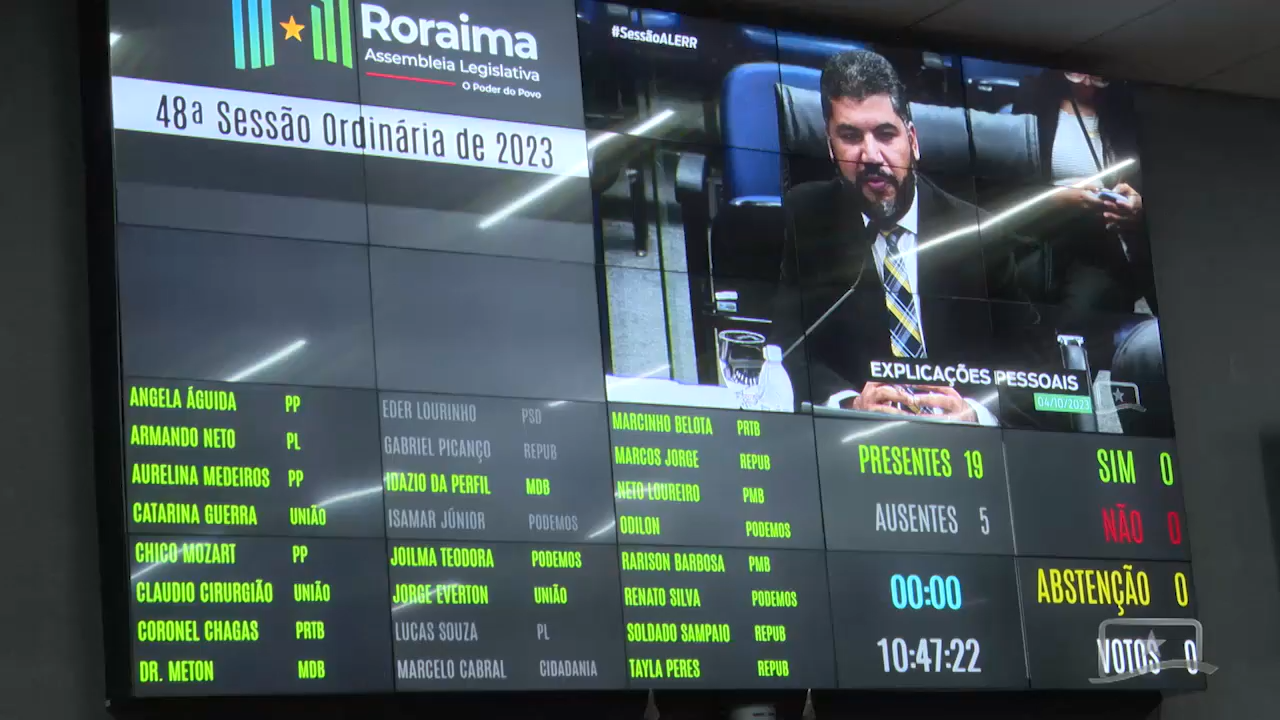 Roraima
Assembleia Legislativa
O Poder do Povo
48ª Sessão Ordinária de 2023
#SessãoALERR
EXPLICAÇÕES PESSOAIS
04/10/2023
ANGELA ÁGUIDA PP
ARMANDO NETO PL
AURELINA MEDEIROS PP
CATARINA GUERRA UNIÃO
CHICO MOZART PP
CLAUDIO CIRURGIÃO UNIÃO
CORONEL CHAGAS PRTB
DR. METON MDB
EDER LOURINHO PSD
GABRIEL PICANÇO REPUB
IDAZIO DA PERFIL MDB
ISAMAR JÚNIOR PODEMOS
JOILMA TEODORA PODEMOS
JORGE EVERTON UNIÃO
LUCAS SOUZA PL
MARCELO CABRAL CIDADANIA
MARCINHO BELOTA PRTB
MARCOS JORGE REPUB
NETO LOUREIRO PMB
ODILON PODEMOS
RARISON BARBOSA PMB
RENATO SILVA PODEMOS
SOLDADO SAMPAIO REPUB
TAYLA PERES REPUB
PRESENTES 19
AUSENTES 5
00:00
10:47:22
SIM 0
NÃO 0
ABSTENÇÃO 0
VOTOS 0